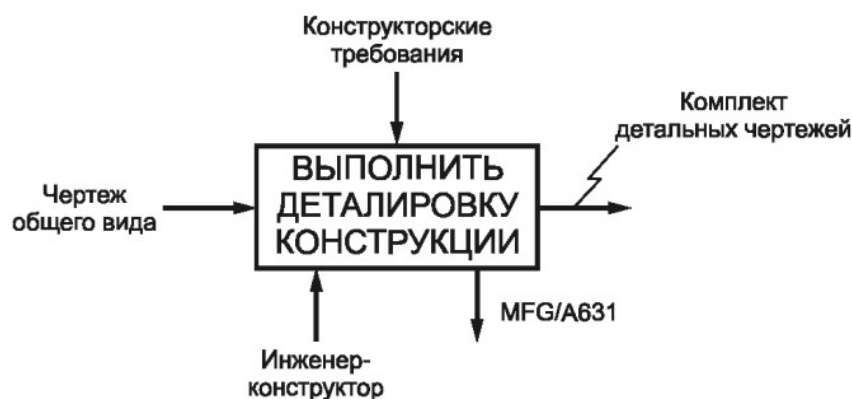 Конструкторские
требования
Комплект
детальных чертежей
Чертеж
общего вида
ВЫПОЛНИТЬ
ДЕТАЛИРОВКУ
КОНСТРУКЦИИ
MFG/A631
Инженер-
конструктор